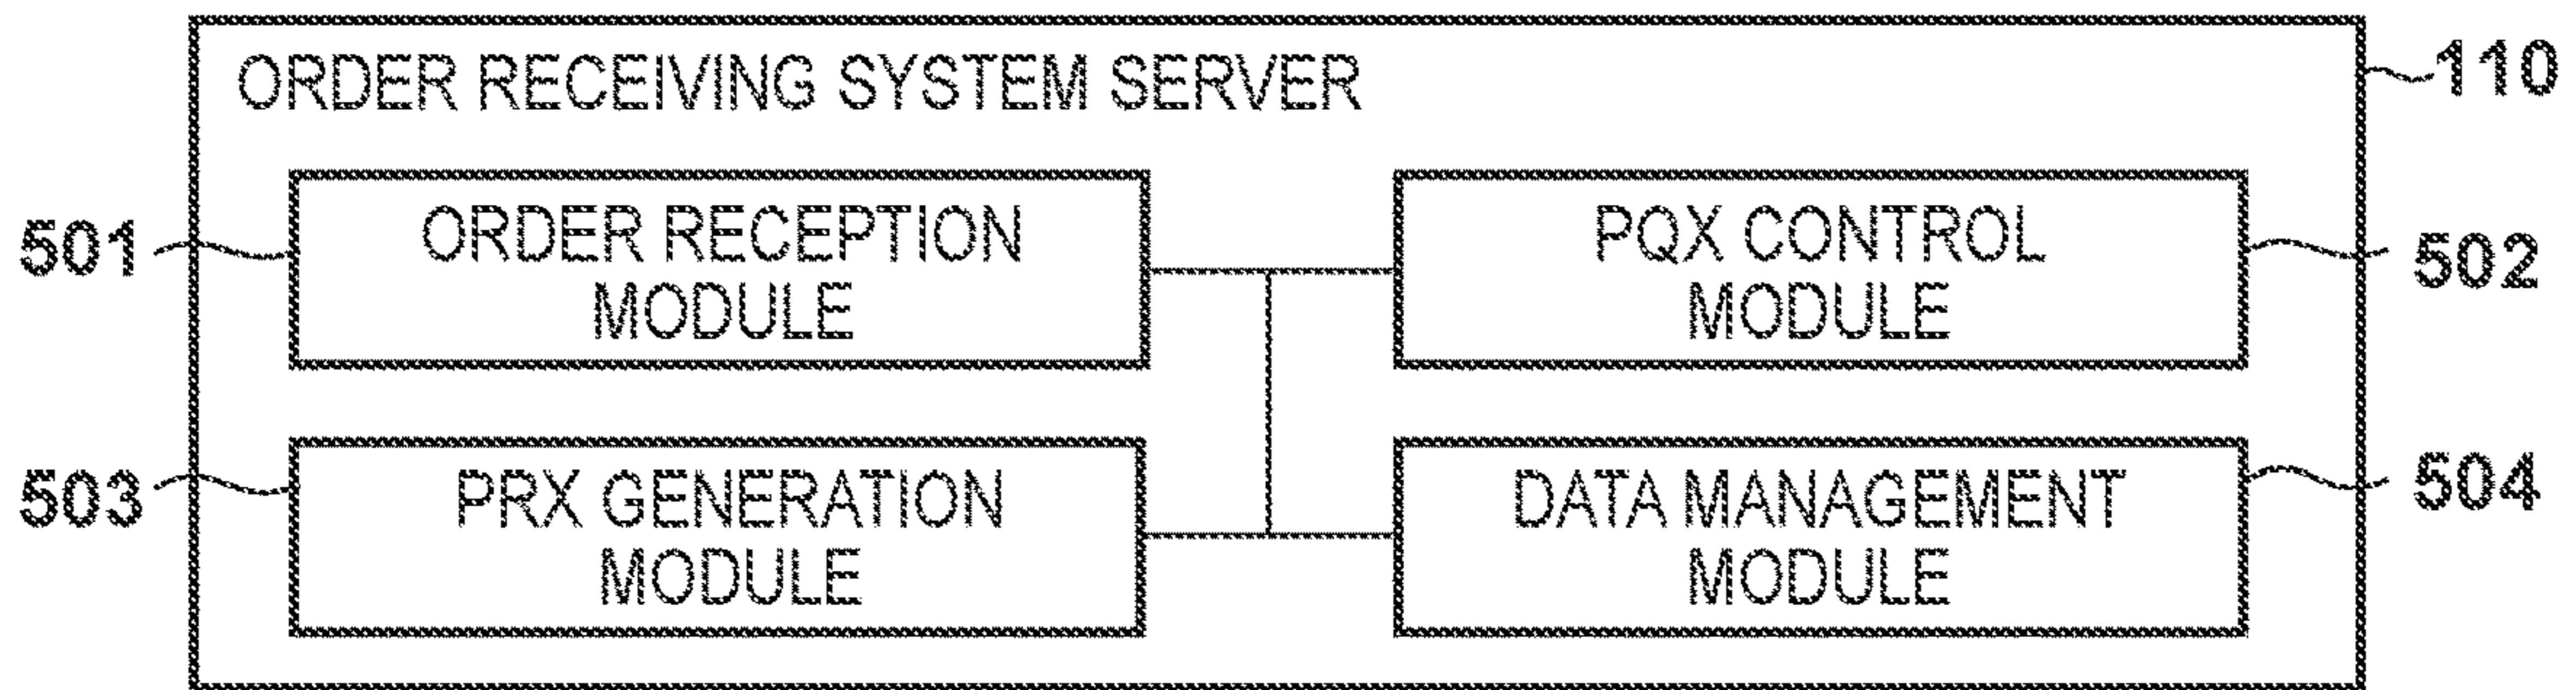 ORDER RECEIVING SYSTEM SERVER
110
501
ORDER RECEPTION
MODULE
PQX CONTROL
MODULE
502
503
PRX GENERATION
MODULE
DATA MANAGEMENT
MODULE
504